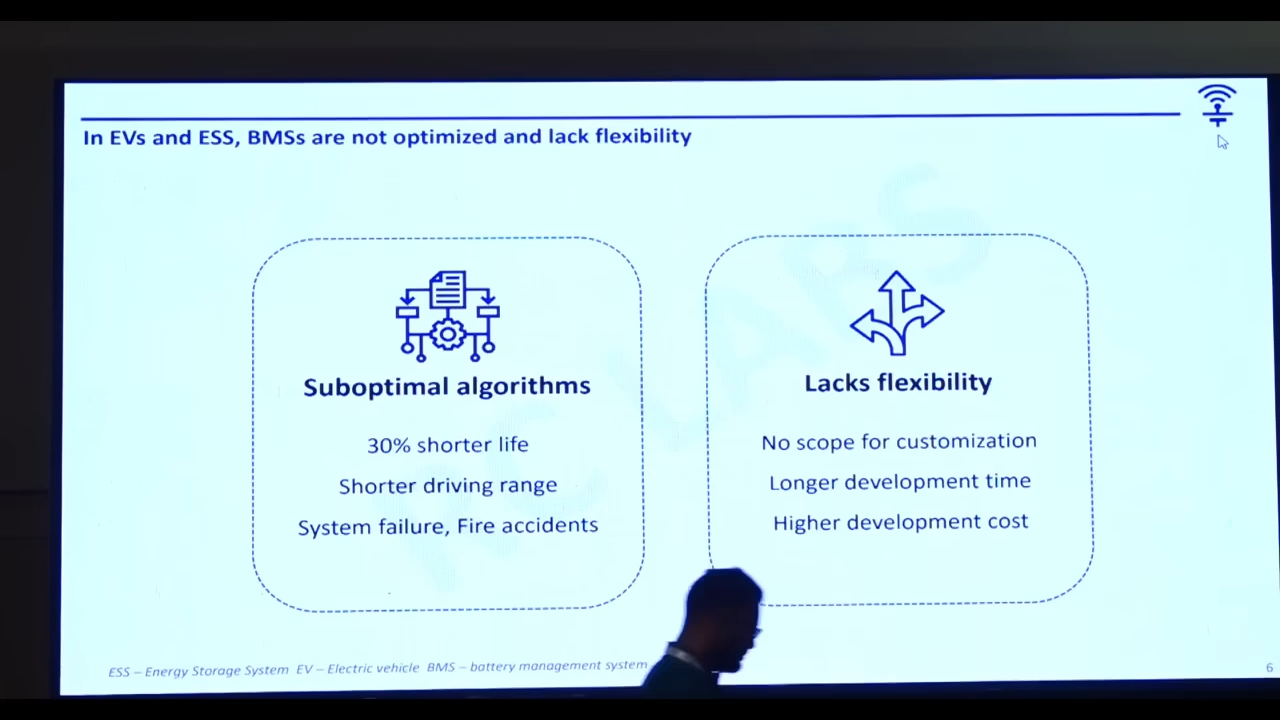 In EVs and ESS, BMSs are not optimized and lack flexibility
Suboptimal algorithms
30% shorter life
Shorter driving range
System failure, Fire accidents
Lacks flexibility
No scope for customization
Longer development time
Higher development cost
ESS – Energy Storage System EV – Electric vehicle BMS – battery management system
6